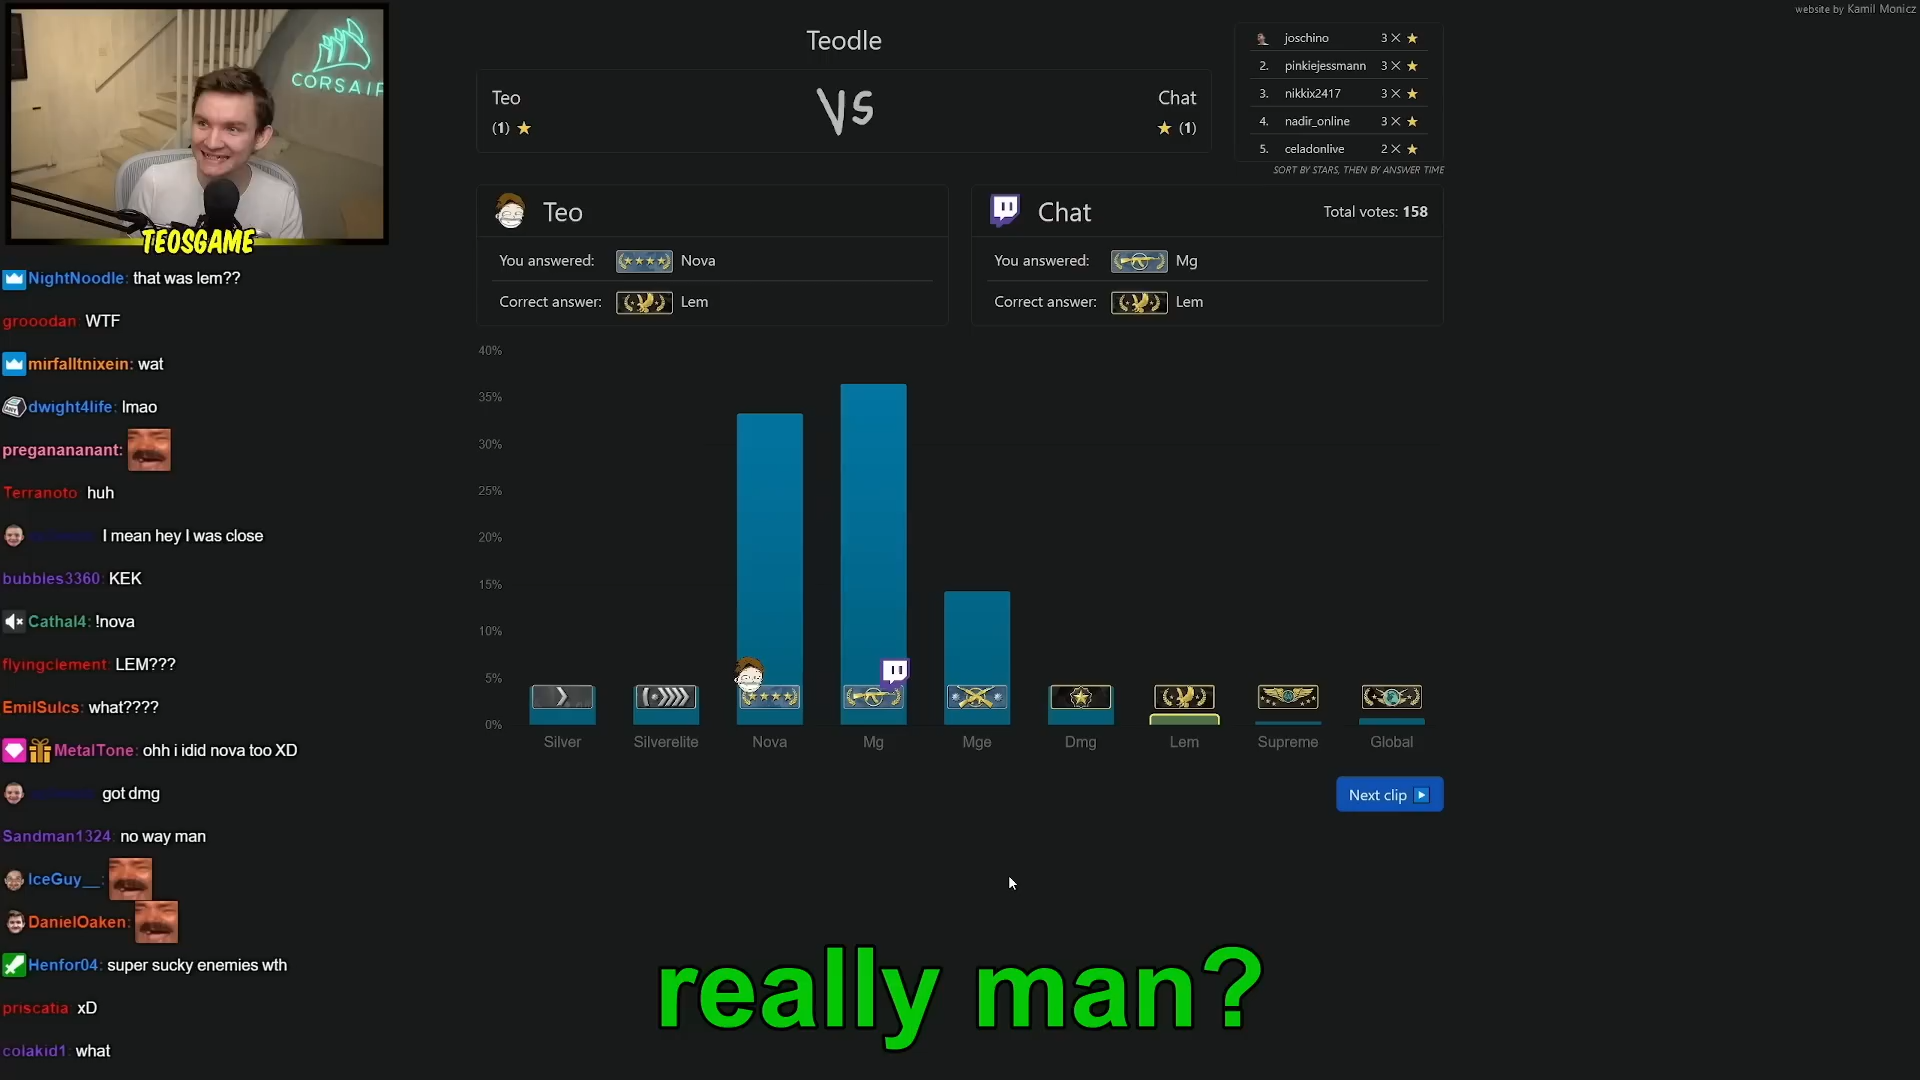 website by Kamil Monicz
Teodle
Teo
(1)
VS
Chat
(1)
joschino 3 ×
2. pinkiejessmann 3 ×
3. nikkix2417 3 ×
4. nadir_online 3 ×
5. celadonlive 2 ×
SORT BY STARS, THEN BY ANSWER TIME
CORSAIR
TEOSGAME
Teo
You answered: Nova
Correct answer: Lem
Chat
Total votes: 158
You answered: Mg
Correct answer: Lem
40%
35%
30%
25%
20%
15%
10%
5%
0%
Silver
Silverelite
Nova
Mg
Mge
Dmg
Lem
Supreme
Global
Next clip
NightNoodle: that was lem??
grooodan: WTF
mirfalltnixein: wat
dwight4life: lmao
pregananant:
Terranoto: huh
I mean hey I was close
bubbles3360: KEK
Cathal4: !nova
flyingclement: LEM???
EmilSulcs: what????
MetalTone: ohh i idid nova too XD
got dmg
Sandman1324: no way man
IceGuy__:
DanielOaken:
Henfor04: super sucky enemies wth
priscatia: xD
colakid1: what
really man?